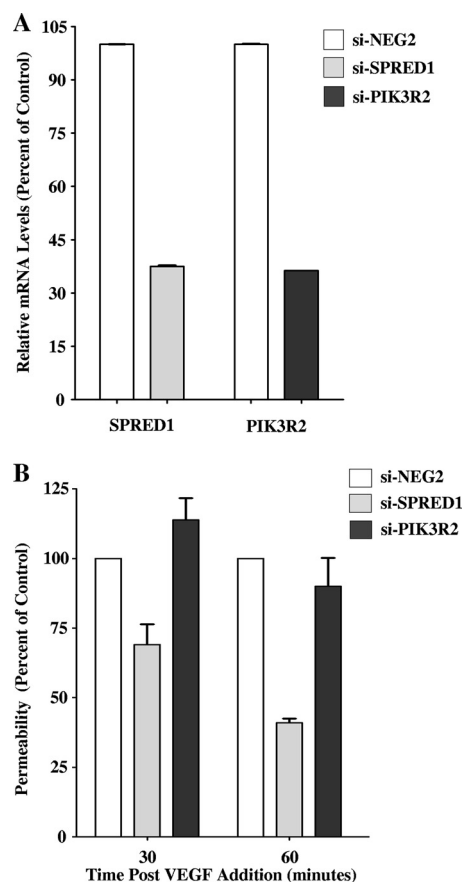 A
si-NEG2
si-SPRED1
si-PIK3R2
Relative mRNA Levels (Percent of Control)
105
90
75
60
45
30
15
0
SPRED1 PIK3R2
B
si-NEG2
si-SPRED1
si-PIK3R2
Permeability (Percent of Control)
125
100
75
50
25
0
30 60
Time Post VEGF Addition (minutes)